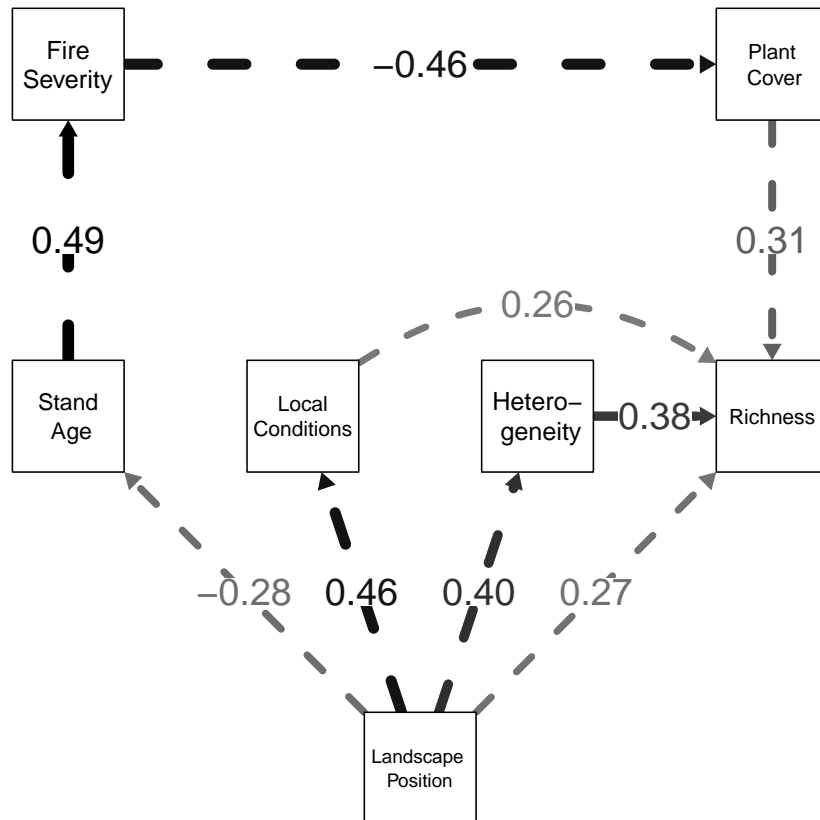 Fire
Severity
−0.46
Plant
Cover
0.49
0.31
0.26
Stand
Age
Local
Conditions
Hetero−
geneity
0.38
Richness
−0.28
0.46
0.40
0.27
Landscape
Position